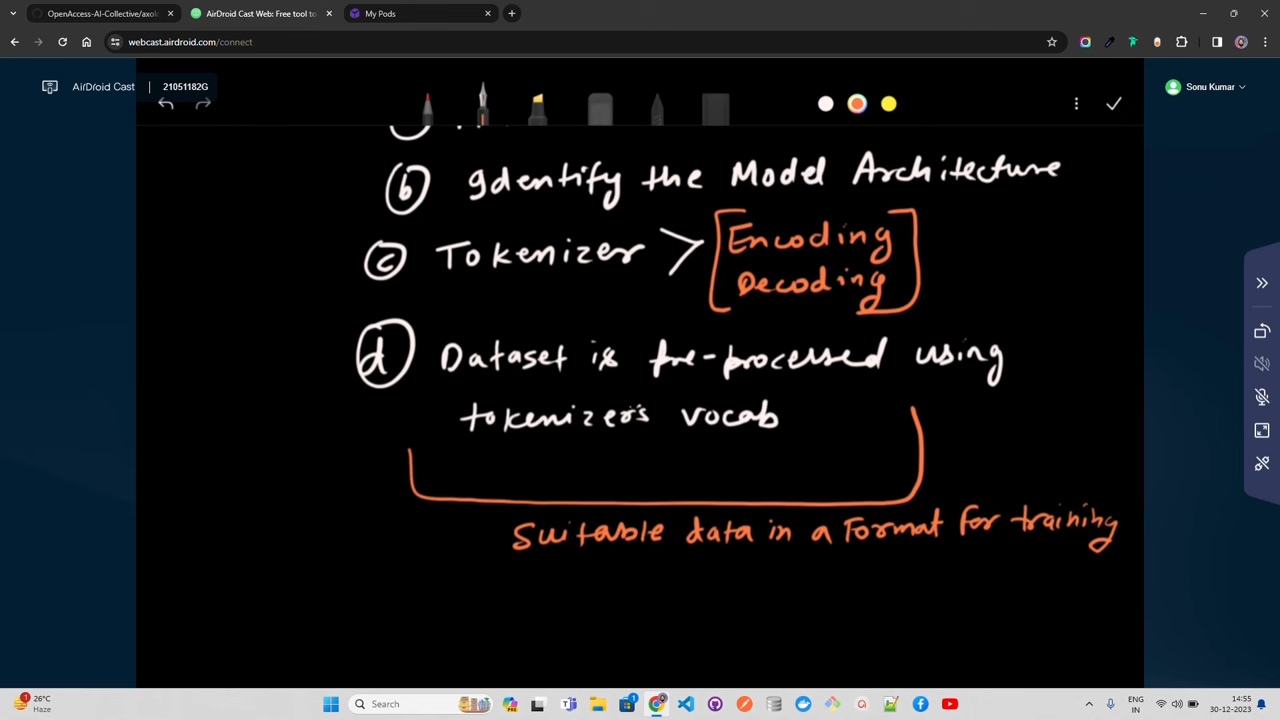 OpenAccess-AI-Collective/axolo
AirDroid Cast Web: Free tool to
My Pods
webcast.airdroid.com/connect
AirDroid Cast
21051182G
Sonu Kumar
b Identify the Model Architecture
c Tokenizer > [Encoding
Decoding]
d Dataset is pre-processed using
tokenizer's vocab
Suitable data in a Format for training
26°C
Haze
Search
ENG
IN
14:55
30-12-2023